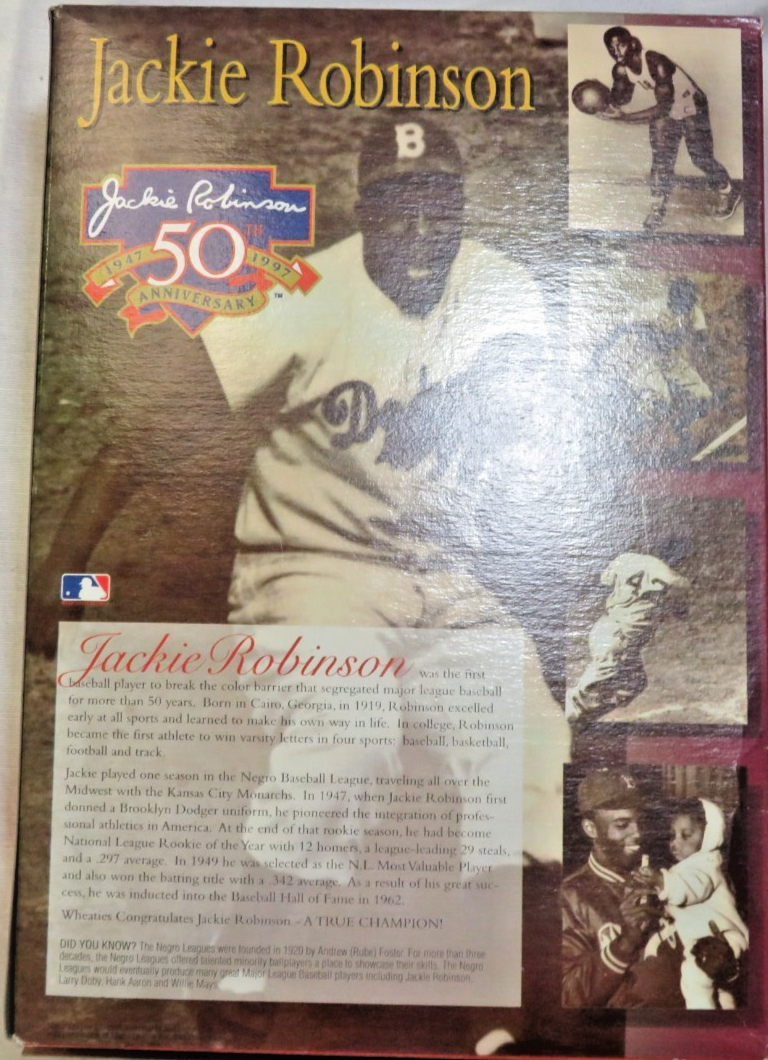 Jackie Robinson
B
Jackie Robinson
50TH
1947 1997
ANNIVERSARY™
Dodg
4
Jackie Robinson was the first
baseball player to break the color barrier that segregated major league baseball
for more than 50 years. Born in Cairo, Georgia, in 1919, Robinson excelled
early at all sports and learned to make his own way in life. In college, Robinson
became the first athlete to win varsity letters in four sports: baseball, basketball,
football and track.
Jackie played one season in the Negro Baseball League, traveling all over the
Midwest with the Kansas City Monarchs. In 1947, when Jackie Robinson first
donned a Brooklyn Dodger uniform, he pioneered the integration of profes-
sional athletics in America. At the end of that rookie season, he had become
National League Rookie of the Year with 12 homers, a league-leading 29 steals,
and a .297 average. In 1949 he was selected as the N.L. Most Valuable Player
and also won the batting title with a .342 average. As a result of his great suc-
cess, he was inducted into the Baseball Hall of Fame in 1962.
Wheaties Congratulates Jackie Robinson – A TRUE CHAMPION!
DID YOU KNOW? The Negro Leagues were founded in 1920 by Andrew (Rube) Foster. For more than three
decades, the Negro Leagues offered talented minority ballplayers a place to showcase their skills. The Negro
Leagues would eventually produce many great Major League Baseball players including Jackie Robinson,
Larry Doby, Hank Aaron and Willie Mays.